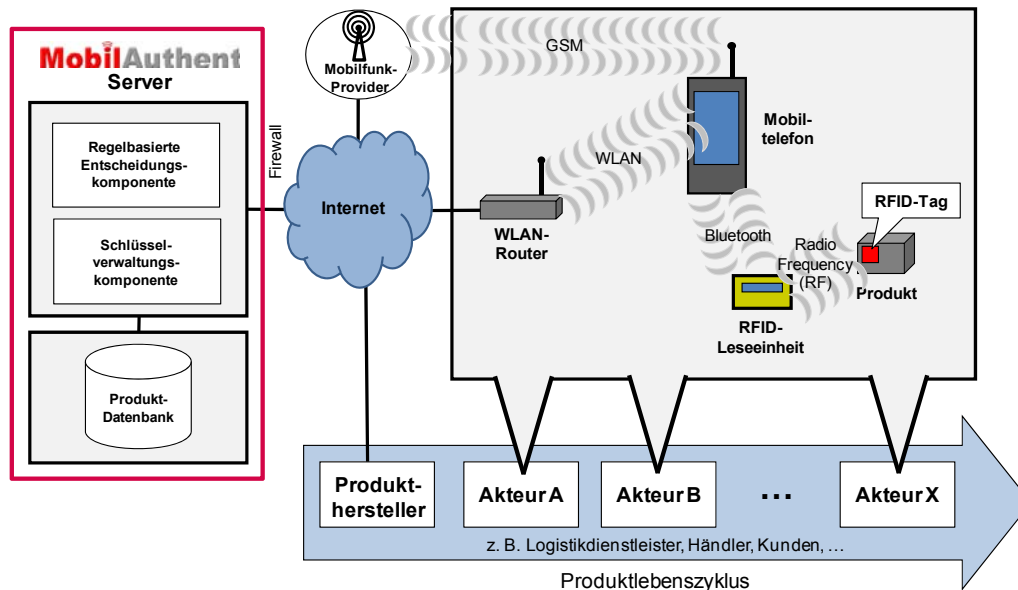 MobilAuthent
Server
Regelbasierte
Entscheidungs-
komponente
Schlüssel-
verwaltungs-
komponente
Produkt-
Datenbank
Firewall
Mobilfunk-
Provider
Internet
GSM
WLAN
WLAN-
Router
Mobil-
telefon
Bluetooth
Radio
Frequency
(RF)
RFID-Tag
Produkt
RFID-
Leseeinheit
Produkt-
hersteller
Akteur A
Akteur B
...
Akteur X
z. B. Logistikdienstleister, Händler, Kunden, ...
Produktlebenszyklus